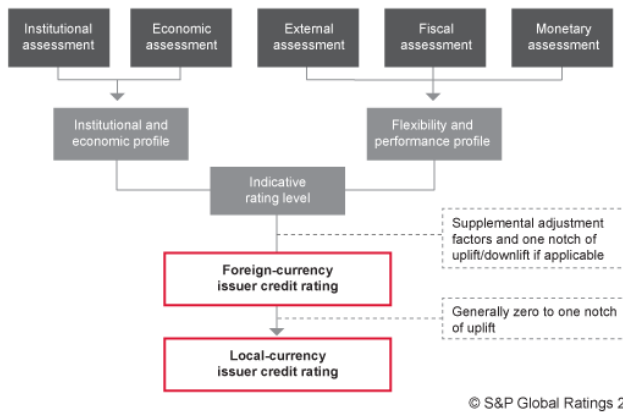 Institutional
assessment
Economic
assessment
External
assessment
Fiscal
assessment
Monetary
assessment
Institutional and
economic profile
Flexibility and
performance profile
Indicative
rating level
Supplemental adjustment
factors and one notch of
uplift/downlift if applicable
Foreign-currency
issuer credit rating
Generally zero to one notch
of uplift
Local-currency
issuer credit rating
© S&P Global Ratings 2